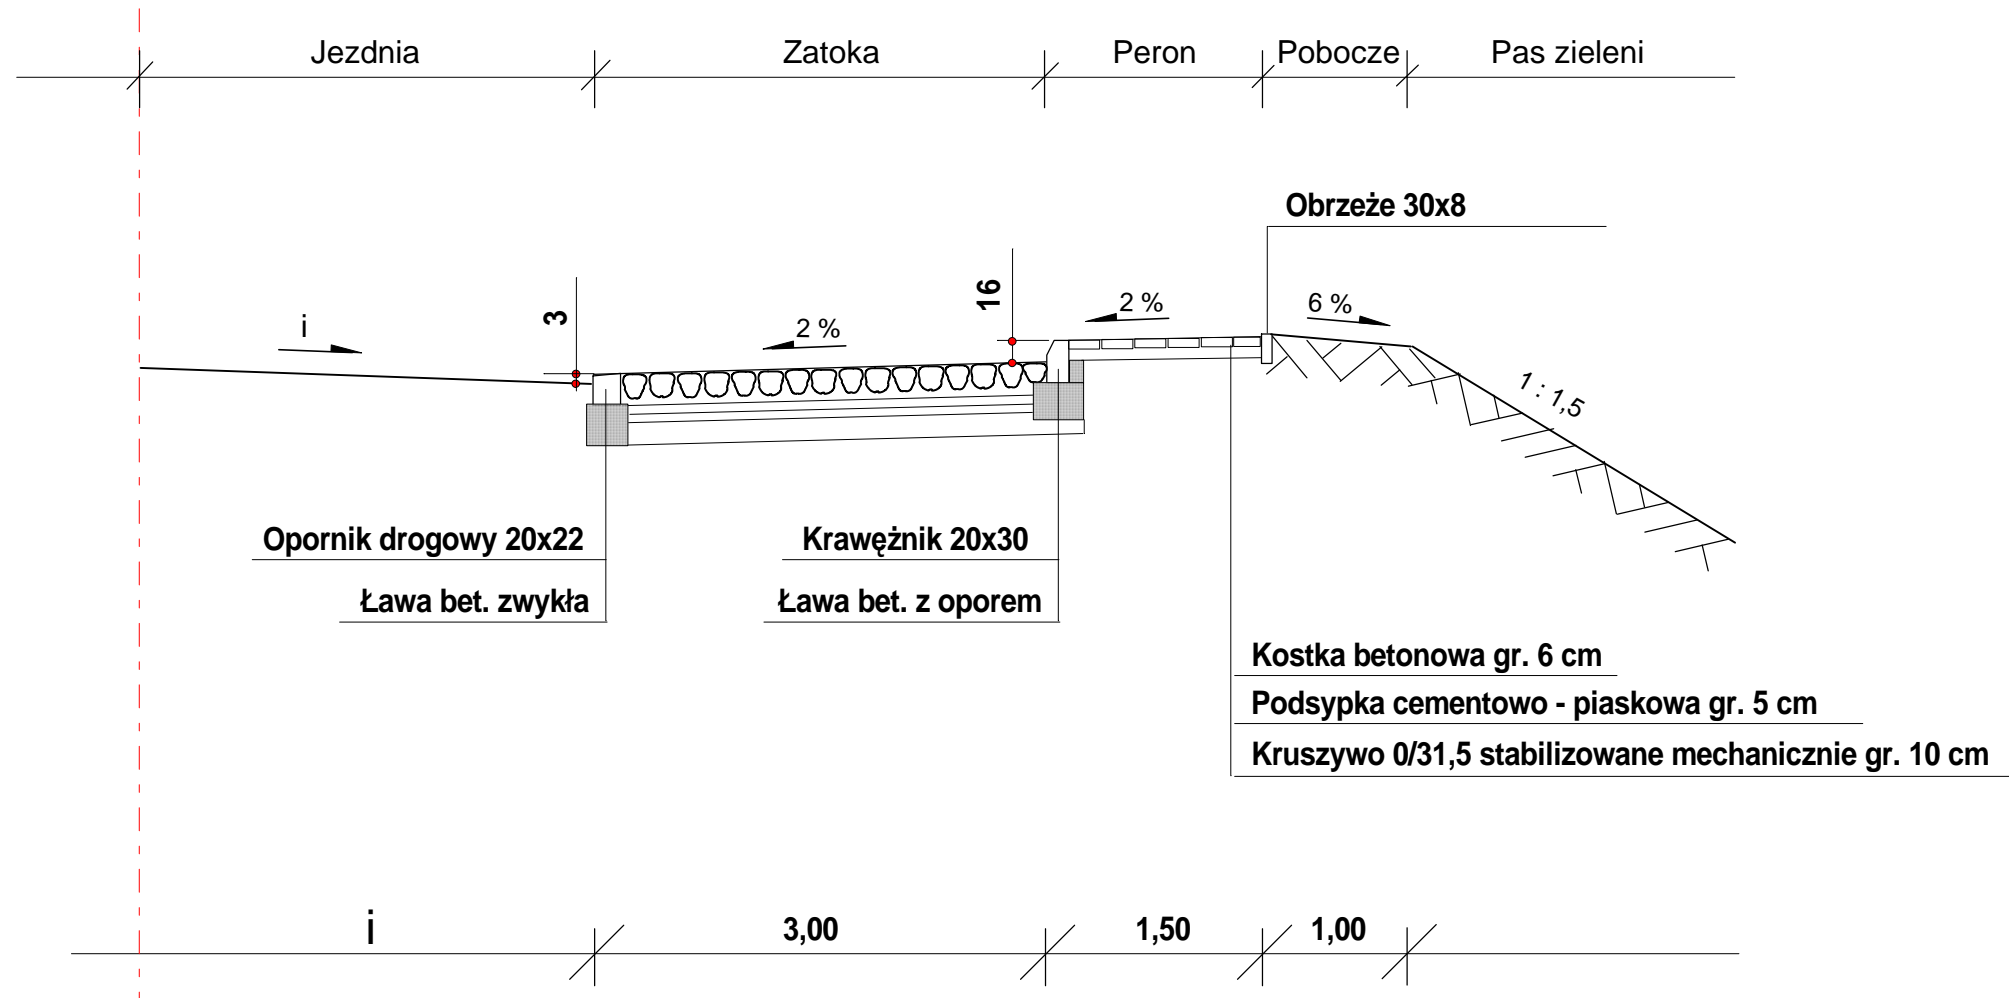 Jezdnia Zatoka Peron Pobocze Pas zieleni
Obrzeże 30x8
3
16
i
2 %
2 %
6 %
1 : 1,5
Opornik drogowy 20x22
Ława bet. zwykła
Krawężnik 20x30
Ława bet. z oporem
Kostka betonowa gr. 6 cm
Podsypka cementowo - piaskowa gr. 5 cm
Kruszywo 0/31,5 stabilizowane mechanicznie gr. 10 cm
i 3,00 1,50 1,00